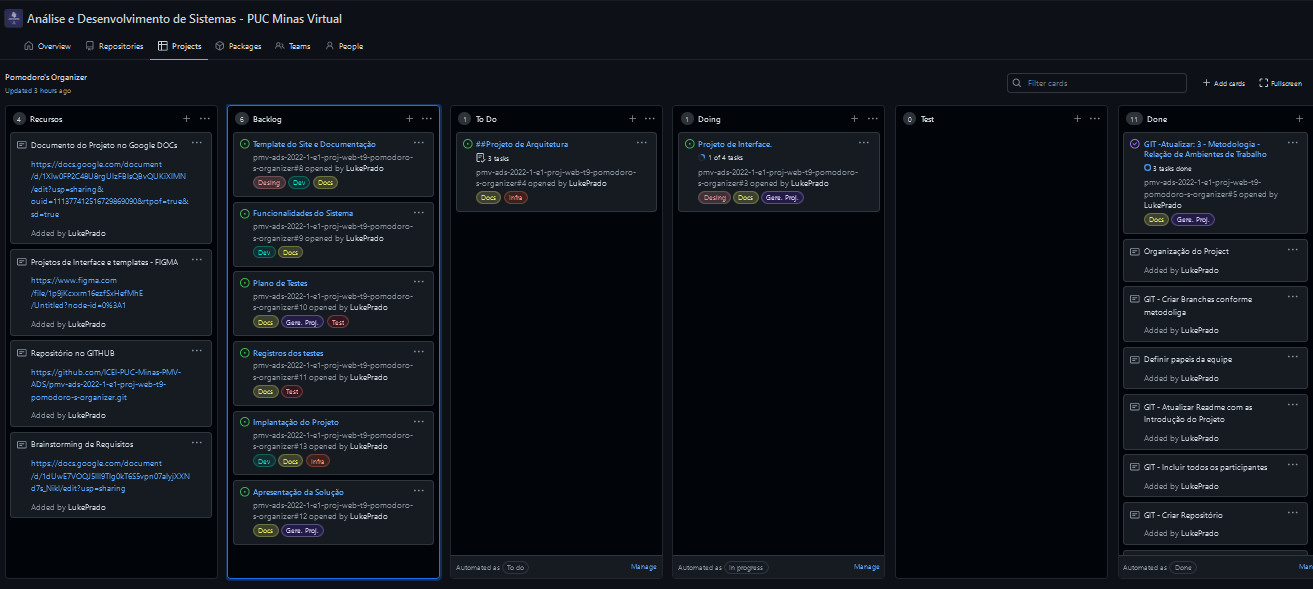 Análise e Desenvolvimento de Sistemas - PUC Minas Virtual
Overview
Repositories
Projects
Packages
Teams
People
Pomodoro's Organizer
Updated 3 hours ago
Filter cards
Add cards
Fullscreen
4 Recursos
Documento do Projeto no Google DOCs
https://docs.google.com/document
/edit?usp=sharing&
ouid=111377412516729869090&rtpof=true&
sd=true
Added by LukePrado
Projetos de Interface e templates - FIGMA
https://www.figma.com
/Untitled?node-id=0%3A1
Added by LukePrado
Repositório no GITHUB
https://github.com/ICEI-PUC-Minas-PMV-
ADS/pmv-ads-2022-1-e1-proj-web-t9-
pomodoro-s-organizer.git
Added by LukePrado
Brainstorming de Requisitos
https://docs.google.com/document
Added by LukePrado
6 Backlog
Template do Site e Documentação
pmv-ads-2022-1-e1-proj-web-t9-pomodoro-
s-organizer#8 opened by LukePrado
Desing Dev Docs
Funcionalidades do Sistema
pmv-ads-2022-1-e1-proj-web-t9-pomodoro-
s-organizer#9 opened by LukePrado
Dev Docs
Plano de Testes
pmv-ads-2022-1-e1-proj-web-t9-pomodoro-
s-organizer#10 opened by LukePrado
Docs Gere. Proj. Test
Registros dos testes
pmv-ads-2022-1-e1-proj-web-t9-pomodoro-
s-organizer#11 opened by LukePrado
Docs Test
Implantação do Projeto
pmv-ads-2022-1-e1-proj-web-t9-pomodoro-
s-organizer#13 opened by LukePrado
Dev Docs Infra
Apresentação da Solução
pmv-ads-2022-1-e1-proj-web-t9-pomodoro-
s-organizer#12 opened by LukePrado
Docs Gere. Proj.
1 To Do
##Projeto de Arquitetura
3 tasks
pmv-ads-2022-1-e1-proj-web-t9-pomodoro-
s-organizer#4 opened by LukePrado
Docs Infra
Automated as To do
Manage
1 Doing
Projeto de Interface.
1 of 4 tasks
pmv-ads-2022-1-e1-proj-web-t9-pomodoro-
s-organizer#3 opened by LukePrado
Desing Docs Gere. Proj.
Automated as In progress
Manage
0 Test
11 Done
GIT -Atualizar: 3 - Metodologia -
Relação de Ambientes de Trabalho
3 tasks done
pmv-ads-2022-1-e1-proj-web-t9-
pomodoro-s-organizer#5 opened by
LukePrado
Docs Gere. Proj.
Organização do Project
Added by LukePrado
GIT - Criar Branches conforme
metodoliga
Added by LukePrado
Definir papeis da equipe
Added by LukePrado
GIT - Atualizar Readme com as
Introdução do Projeto
Added by LukePrado
GIT - Incluir todos os participantes
Added by LukePrado
GIT - Criar Repositório
Added by LukePrado
Automated as Done
Man